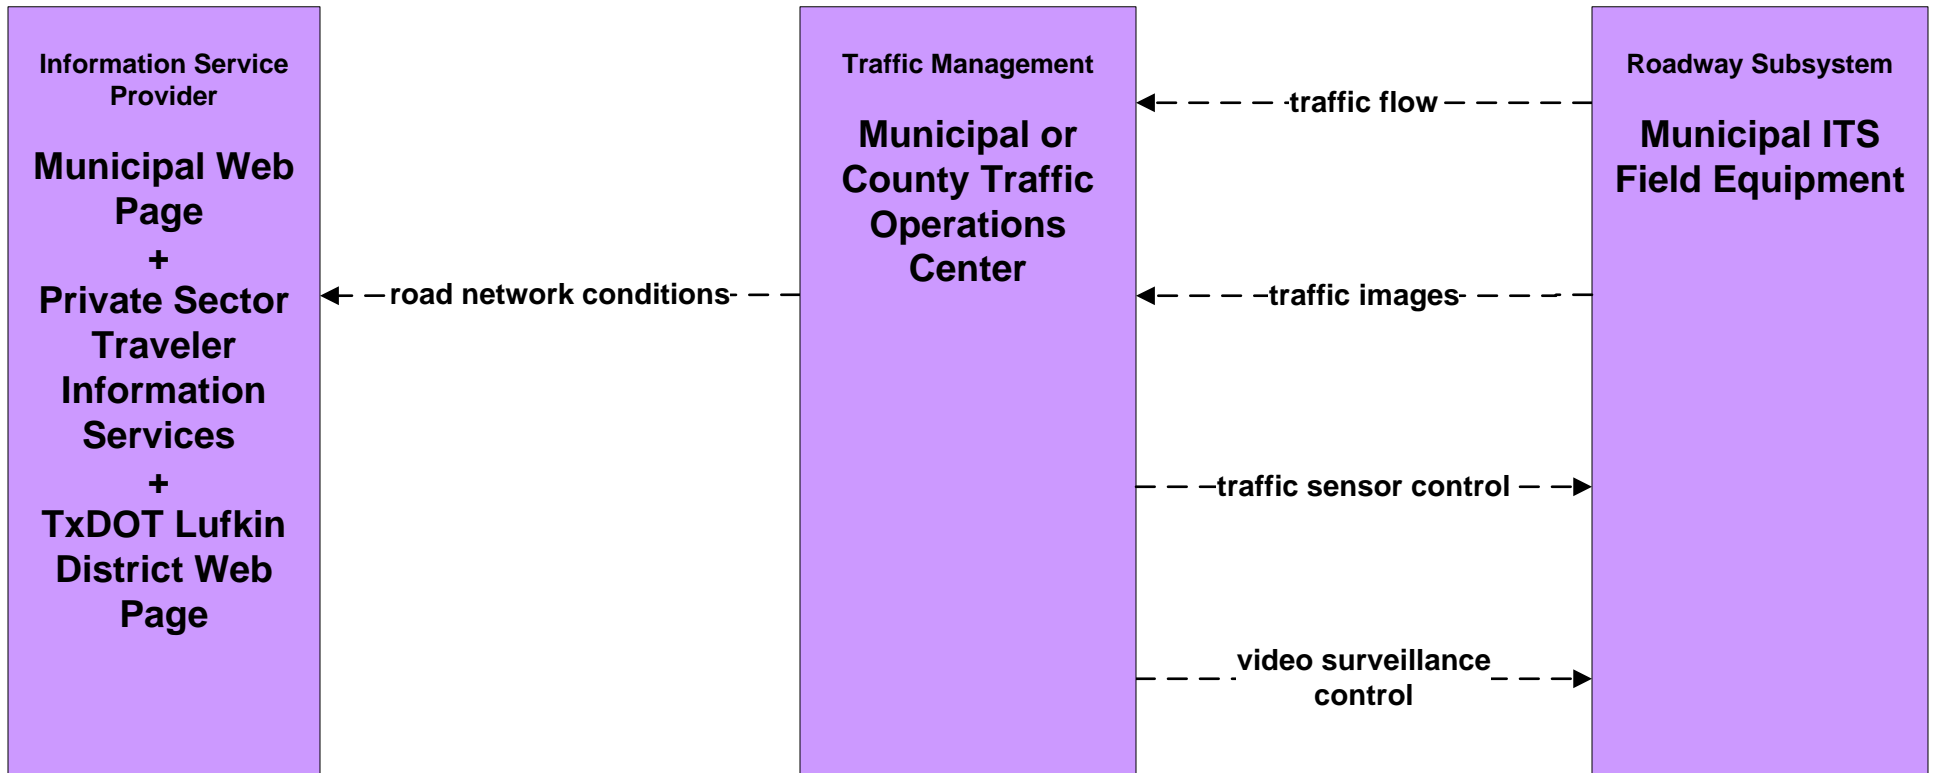 Information Service
Provider
Municipal Web
Page
+
Private Sector
Traveler
Information
Services
+
TxDOT Lufkin
District Web
Page
road network conditions
Traffic Management
Municipal or
County Traffic
Operations
Center
traffic flow
traffic images
traffic sensor control
video surveillance
control
Roadway Subsystem
Municipal ITS
Field Equipment